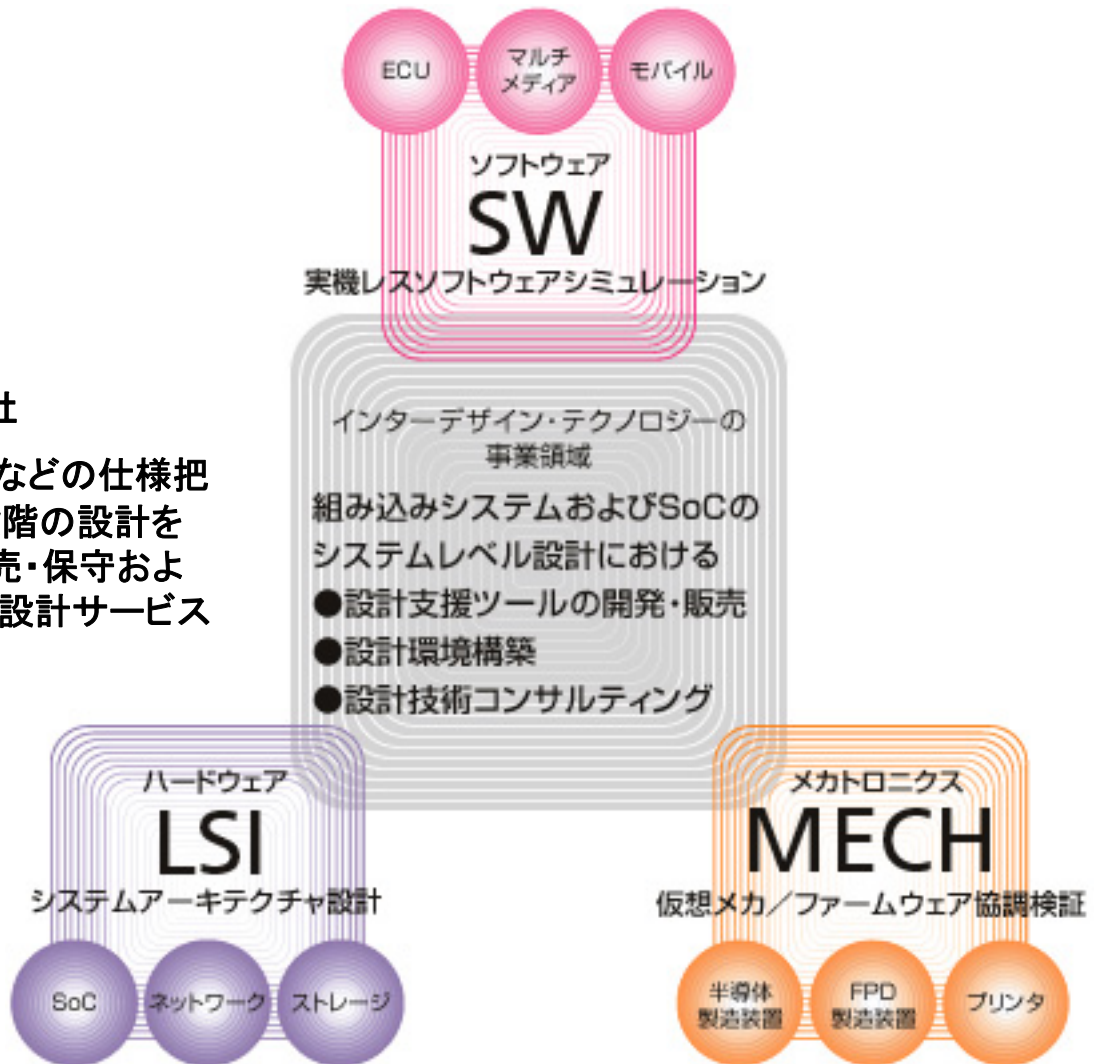 ECU
マルチ
メディア
モバイル
ソフトウェア
SW
実機レスソフトウェアシミュレーション
社
などの仕様把
階の設計を
売・保守およ
設計サービス
インターデザイン・テクノロジーの
事業領域
組み込みシステムおよびSoCの
システムレベル設計における
●設計支援ツールの開発・販売
●設計環境構築
●設計技術コンサルティング
ハードウェア
LSI
システムアーキテクチャ設計
SoC
ネットワーク
ストレージ
メカトロニクス
MECH
仮想メカ／ファームウェア協調検証
半導体
製造装置
FPD
製造装置
プリンタ